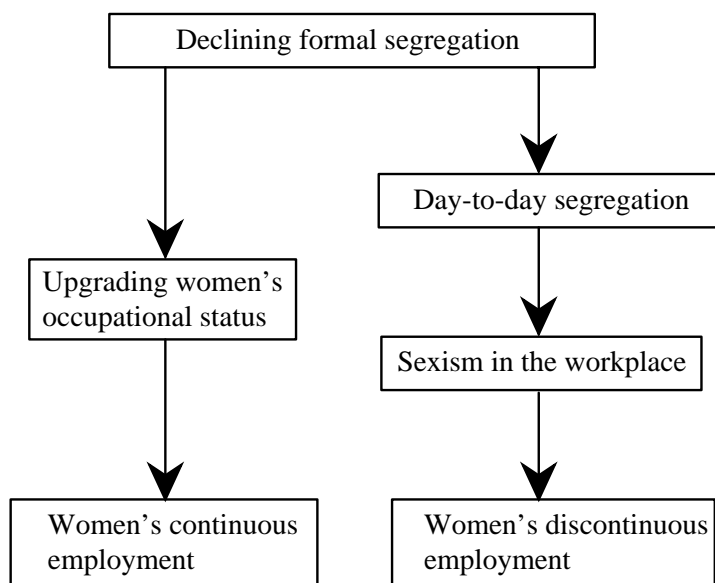 Declining formal segregation
Day-to-day segregation
Upgrading women’s
occupational status
Sexism in the workplace
Women’s continuous
employment
Women’s discontinuous
employment